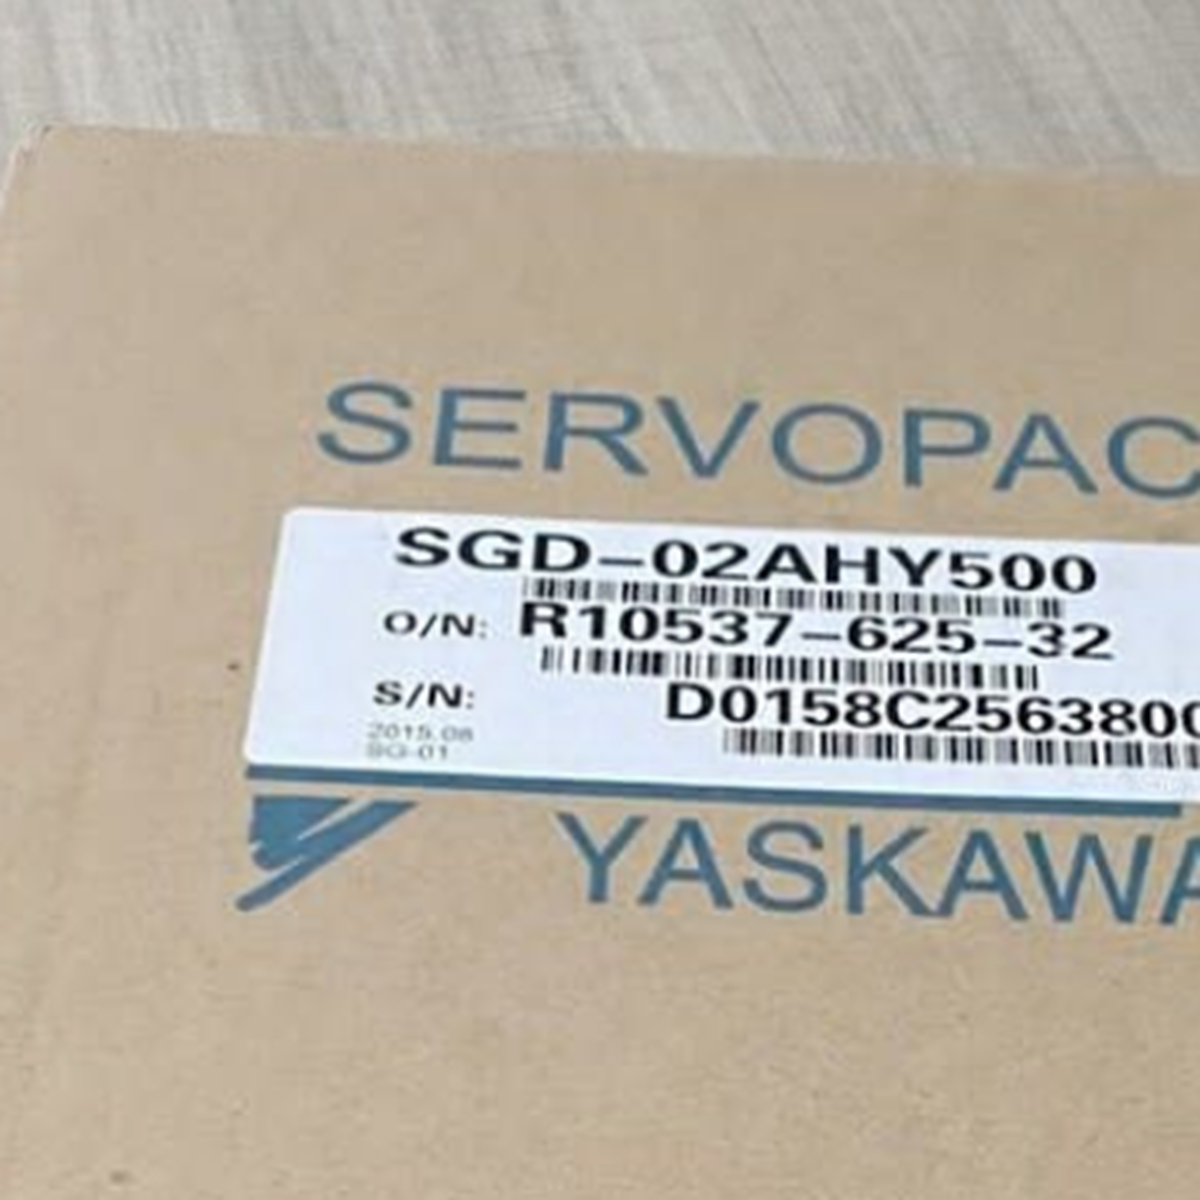 SERVOPAC
SGD-02AHY500
O/N: R10537-625-32
S/N: D0158C2563800
2015.08
SG-01
YASKAWA